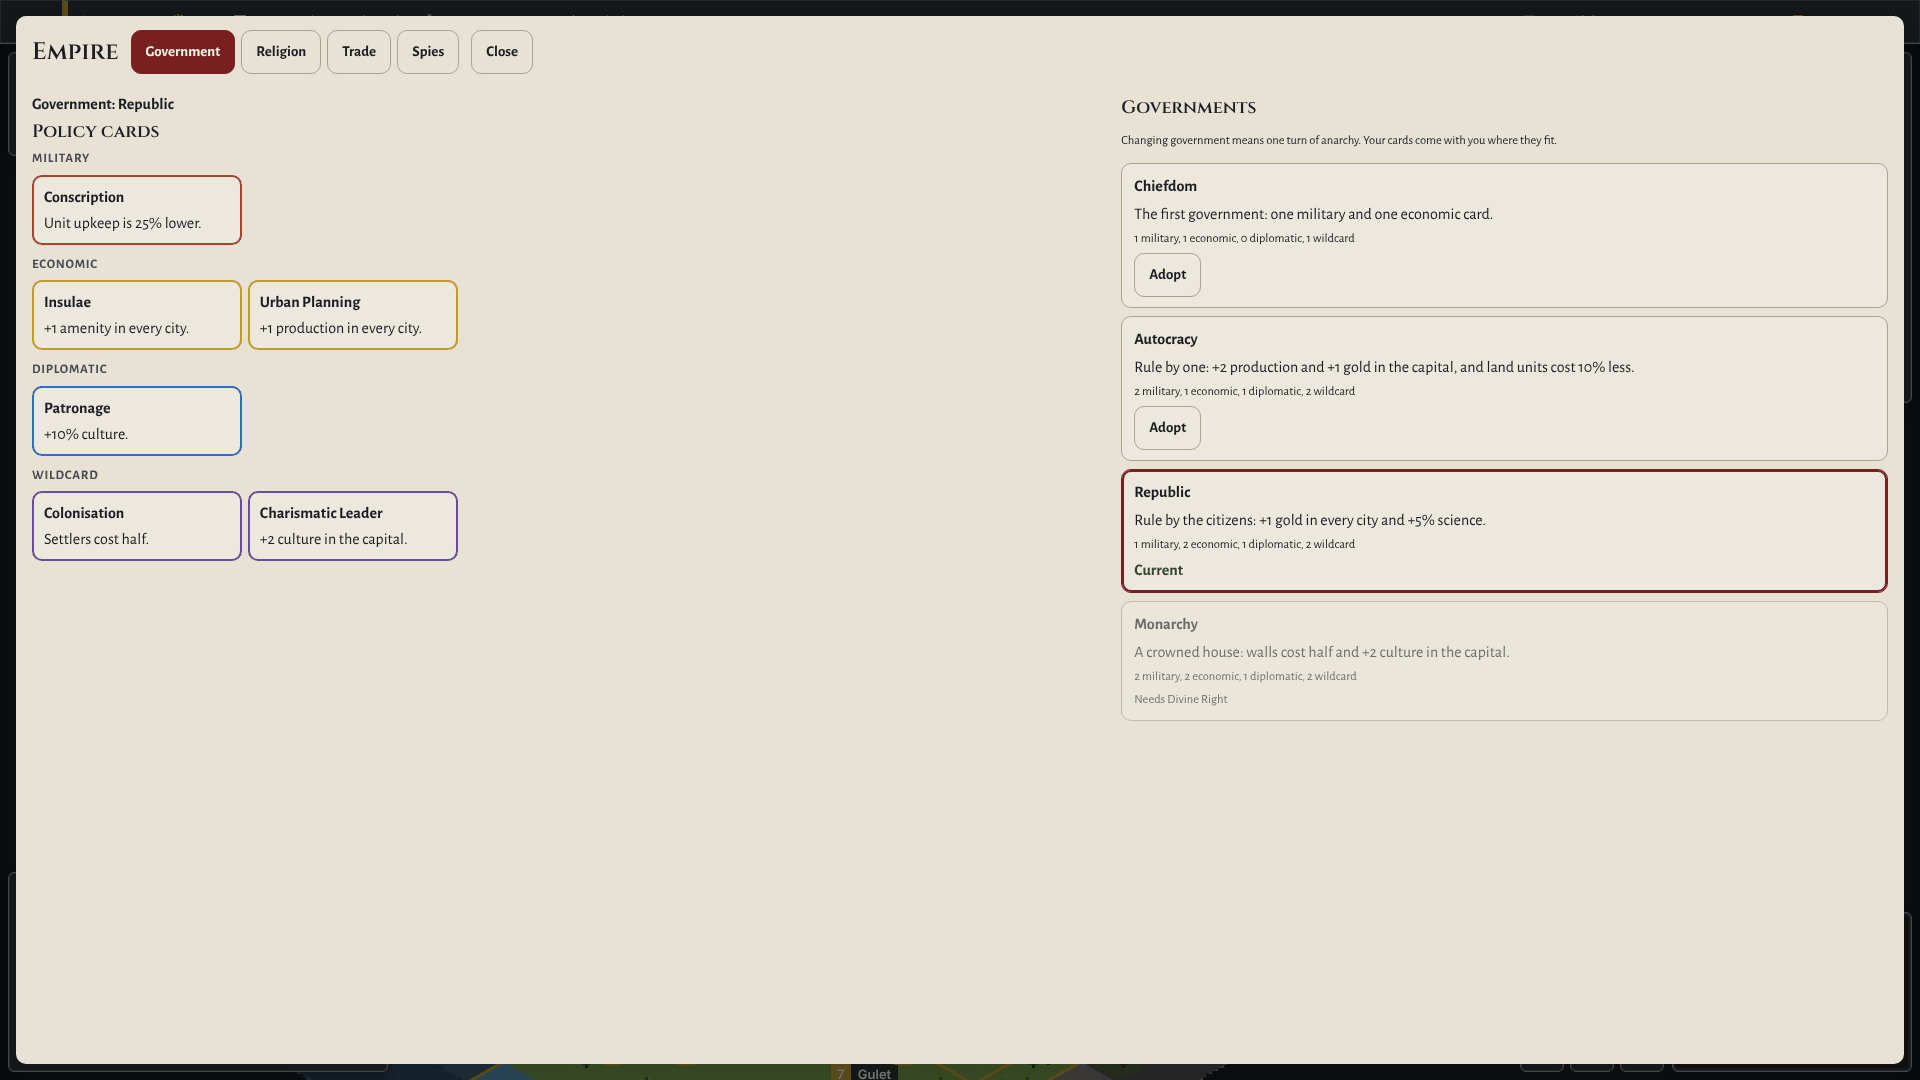 Empire
Government
Religion
Trade
Spies
Close
Government: Republic
Policy cards
MILITARY
Conscription
Unit upkeep is 25% lower.
ECONOMIC
Insulae
+1 amenity in every city.
Urban Planning
+1 production in every city.
DIPLOMATIC
Patronage
+10% culture.
WILDCARD
Colonisation
Settlers cost half.
Charismatic Leader
+2 culture in the capital.
Governments
Changing government means one turn of anarchy. Your cards come with you where they fit.
Chiefdom
The first government: one military and one economic card.
1 military, 1 economic, 0 diplomatic, 1 wildcard
Adopt
Autocracy
Rule by one: +2 production and +1 gold in the capital, and land units cost 10% less.
2 military, 1 economic, 1 diplomatic, 2 wildcard
Adopt
Republic
Rule by the citizens: +1 gold in every city and +5% science.
1 military, 2 economic, 1 diplomatic, 2 wildcard
Current
Monarchy
A crowned house: walls cost half and +2 culture in the capital.
2 military, 2 economic, 1 diplomatic, 2 wildcard
Needs Divine Right
7 Gulet